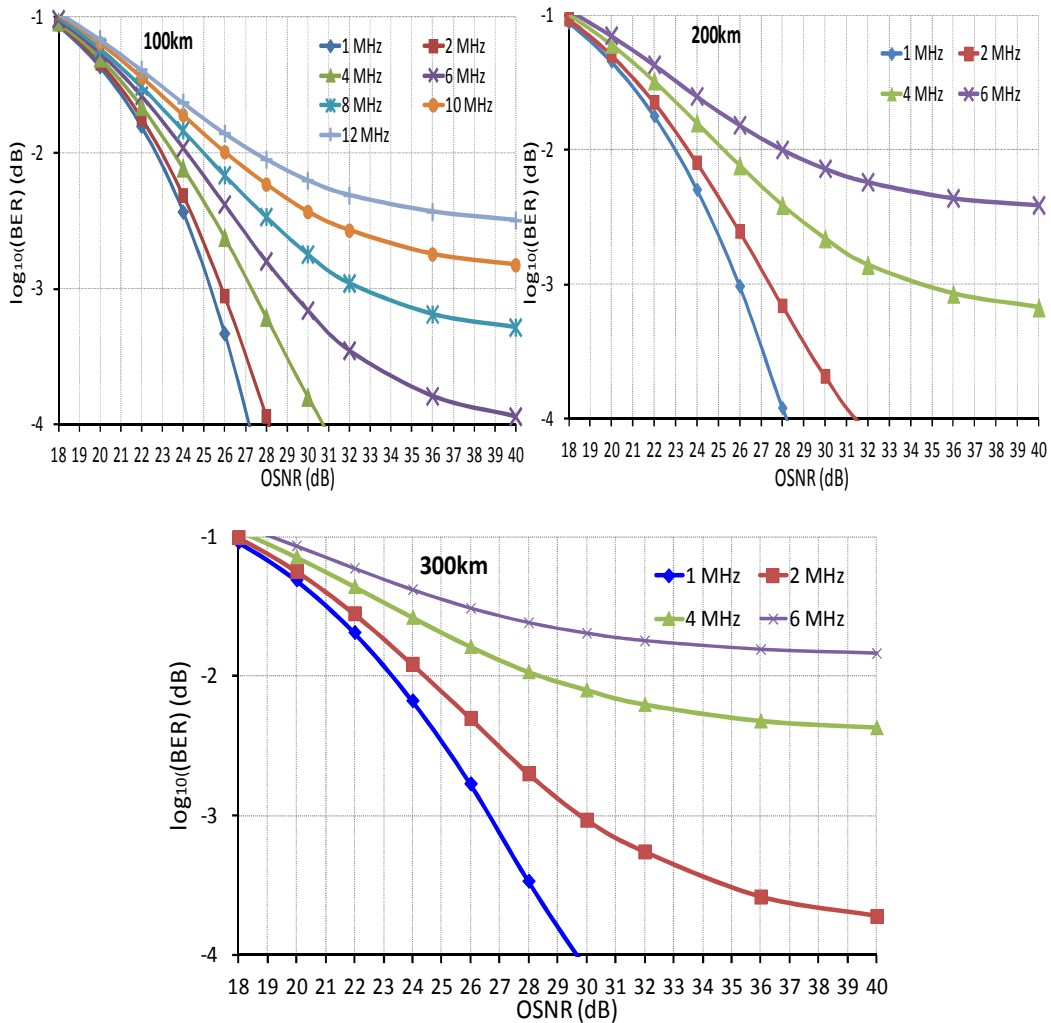 100km
1 MHz 2 MHz
4 MHz 6 MHz
8 MHz 10 MHz
12 MHz
-1
-2
-3
-4
log₁₀((BER) (dB)
18 19 20 21 22 23 24 25 26 27 28 29 30 31 32 33 34 35 36 37 38 39 40
OSNR (dB)
200km
1 MHz 2 MHz
4 MHz 6 MHz
-1
-2
-3
-4
log₁₀((BER) (dB)
18 19 20 21 22 23 24 25 26 27 28 29 30 31 32 33 34 35 36 37 38 39 40
OSNR (dB)
300km
1 MHz 2 MHz
4 MHz 6 MHz
-1
-2
-3
-4
log₁₀((BER) (dB)
18 19 20 21 22 23 24 25 26 27 28 29 30 31 32 33 34 35 36 37 38 39 40
OSNR (dB)